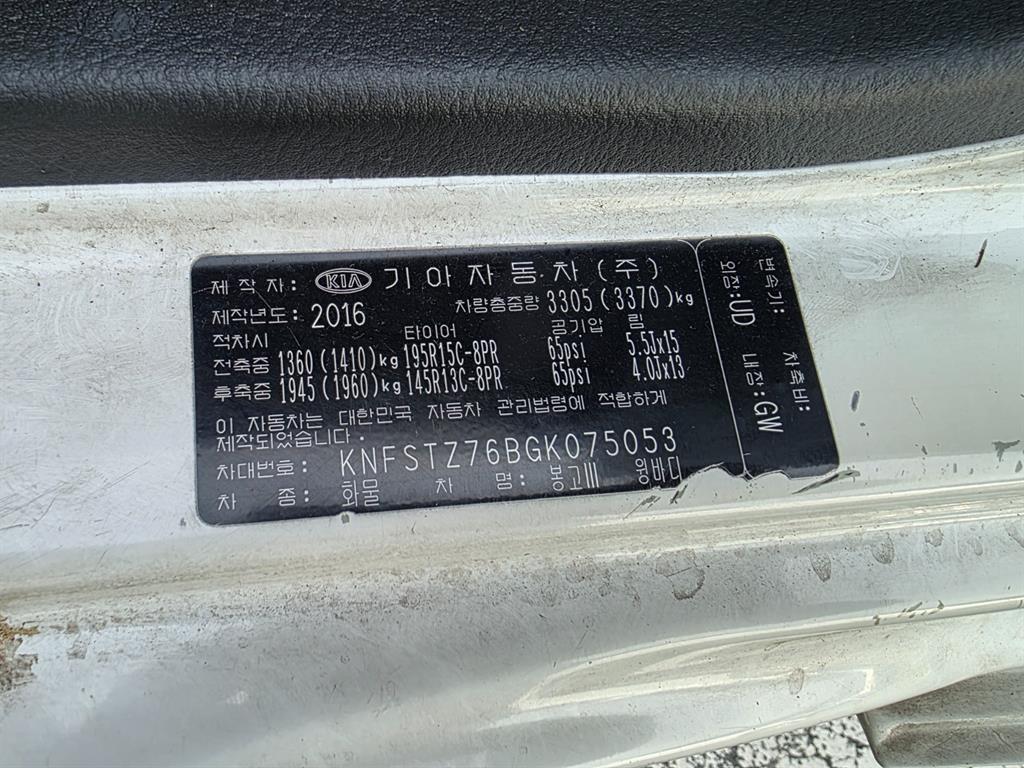 제 작 자: KIA 기아자동차(주)
제작년도: 2016 차량총중량 3305(3370)kg
적차시 타이어 공기압 림
전축중 1360(1410)kg 195R15C-8PR 65psi 5.5Jx15
후축중 1945(1960)kg 145R13C-8PR 65psi 4.0Jx13
이 자동차는 대한민국 자동차 관리법령에 적합하게
제작되었습니다.
차대번호: KNFSTZ76BGK075053
차 종: 화물 차 명: 봉고III 윙바디
변속기: 차축비:
외장:UD 내장:GW